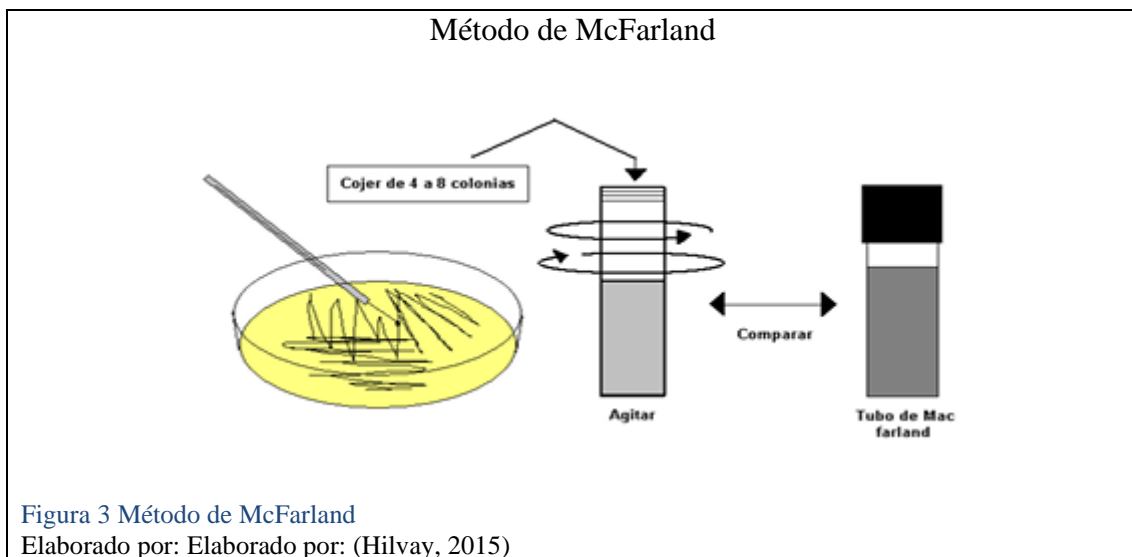 Método de McFarland
Cojer de 4 a 8 colonias
Comparar
Agitar
Tubo de Mac
farland
Figura 3 Método de McFarland
Elaborado por: Elaborado por: (Hilvay, 2015)